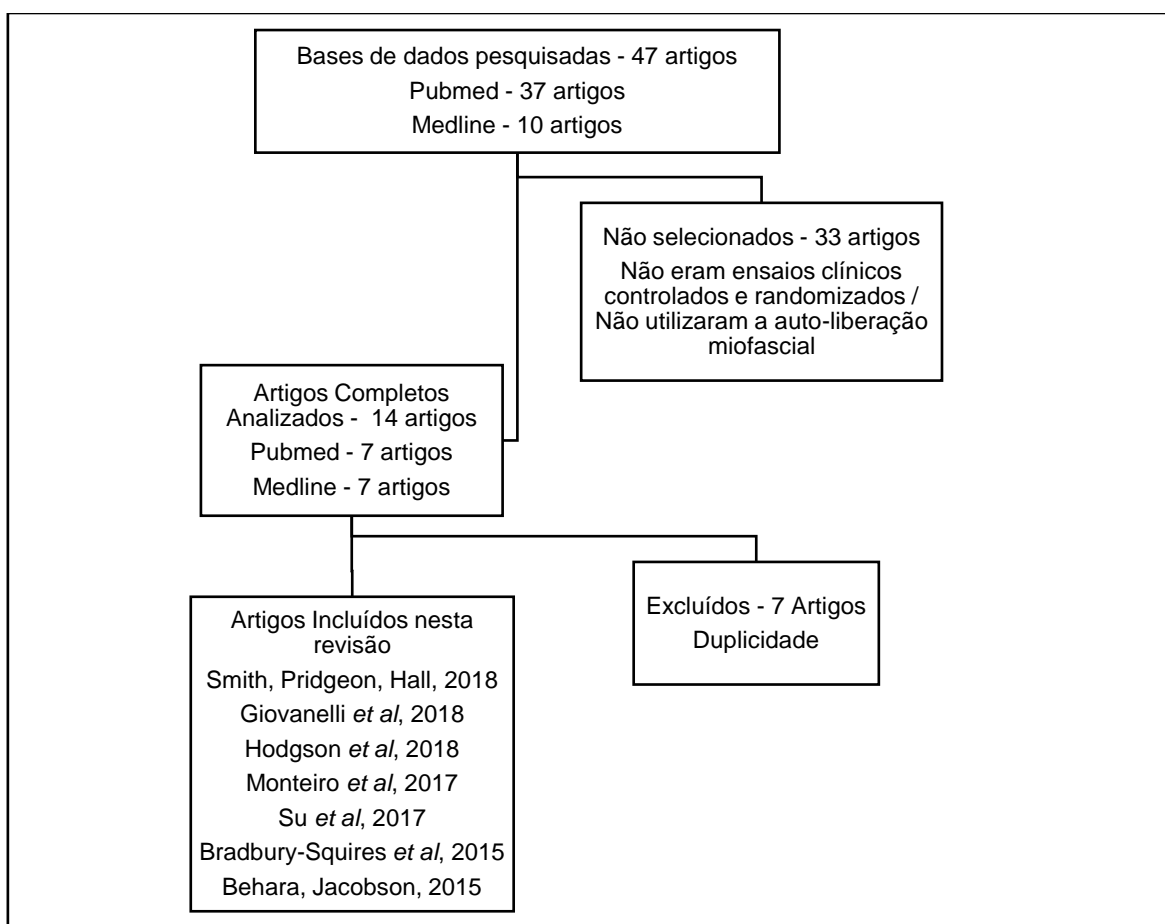 Bases de dados pesquisadas - 47 artigos
Pubmed - 37 artigos
Medline - 10 artigos
Não selecionados - 33 artigos
Não eram ensaios clínicos
controlados e randomizados /
Não utilizaram a auto-liberação
miofascial
Artigos Completos
Analizados - 14 artigos
Pubmed - 7 artigos
Medline - 7 artigos
Excluídos - 7 Artigos
Duplicidade
Artigos Incluídos nesta
revisão
Smith, Pridgeon, Hall, 2018
Giovanelli et al, 2018
Hodgson et al, 2018
Monteiro et al, 2017
Su et al, 2017
Bradbury-Squires et al, 2015
Behara, Jacobson, 2015